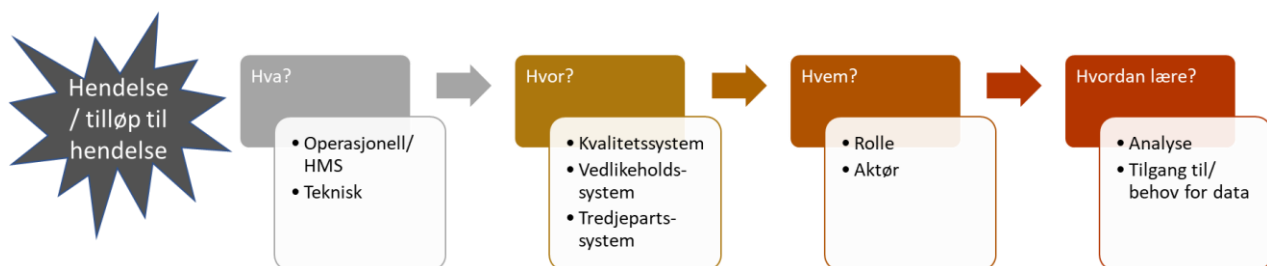 Hendelse
/ tilløp til
hendelse
Hva?
• Operasjonell/
HMS
• Teknisk
Hvor?
• Kvalitetssystem
• Vedlikeholds-
system
• Tredjeparts-
system
Hvem?
• Rolle
• Aktør
Hvordan lære?
• Analyse
• Tilgang til/
behov for data